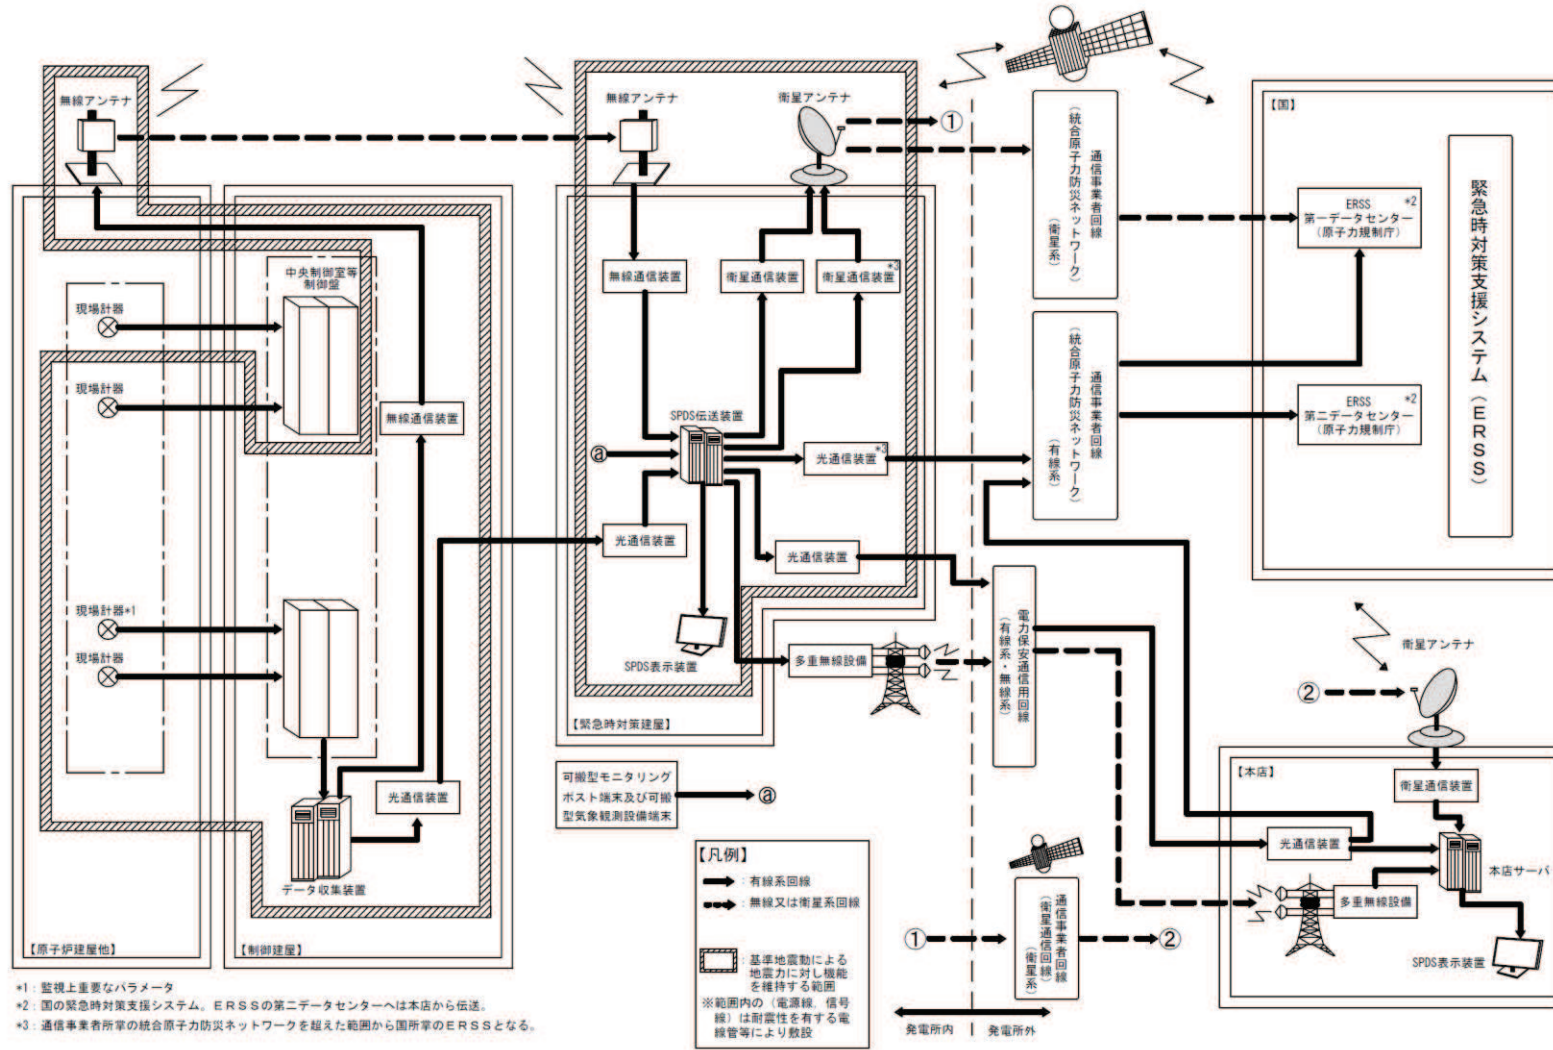 無線アンテナ
現場計器
現場計器
現場計器*1
現場計器
【原子炉建屋他】
中央制御室等
制御盤
無線通信装置
光通信装置
データ収集装置
【制御建屋】
無線アンテナ
衛星アンテナ
①
無線通信装置
衛星通信装置
衛星通信装置*3
SPDS伝送装置
ⓐ
光通信装置*3
光通信装置
光通信装置
SPDS表示装置
多重無線設備
【緊急時対策建屋】
可搬型モニタリング
ポスト端末及び可搬
型気象観測設備端末
ⓐ
通信事業者回線
(統合原子力防災ネットワーク)
(衛星系)
通信事業者回線
(統合原子力防災ネットワーク)
(有線系)
電力保安通信用回線
(有線系・無線系)
【国】
ERSS *2
第一データセンター
(原子力規制庁)
ERSS *2
第二データセンター
(原子力規制庁)
緊急時対策支援システム(ERSS)
衛星アンテナ
②
【本店】
衛星通信装置
光通信装置
本店サーバ
多重無線設備
SPDS表示装置
①
通信事業者回線
(衛星通信回線)
(衛星系)
②
発電所内
発電所外
【凡例】
：有線系回線
：無線又は衛星系回線
：基準地震動による
地震力に対し機能
を維持する範囲
※範囲内の（電源線、信号
線）は耐震性を有する電
線管等により敷設
*1：監視上重要なパラメータ
*2：国の緊急時対策支援システム。ERSSの第二データセンターへは本店から伝送。
*3：通信事業者所掌の統合原子力防災ネットワークを超えた範囲から国所掌のERSSとなる。